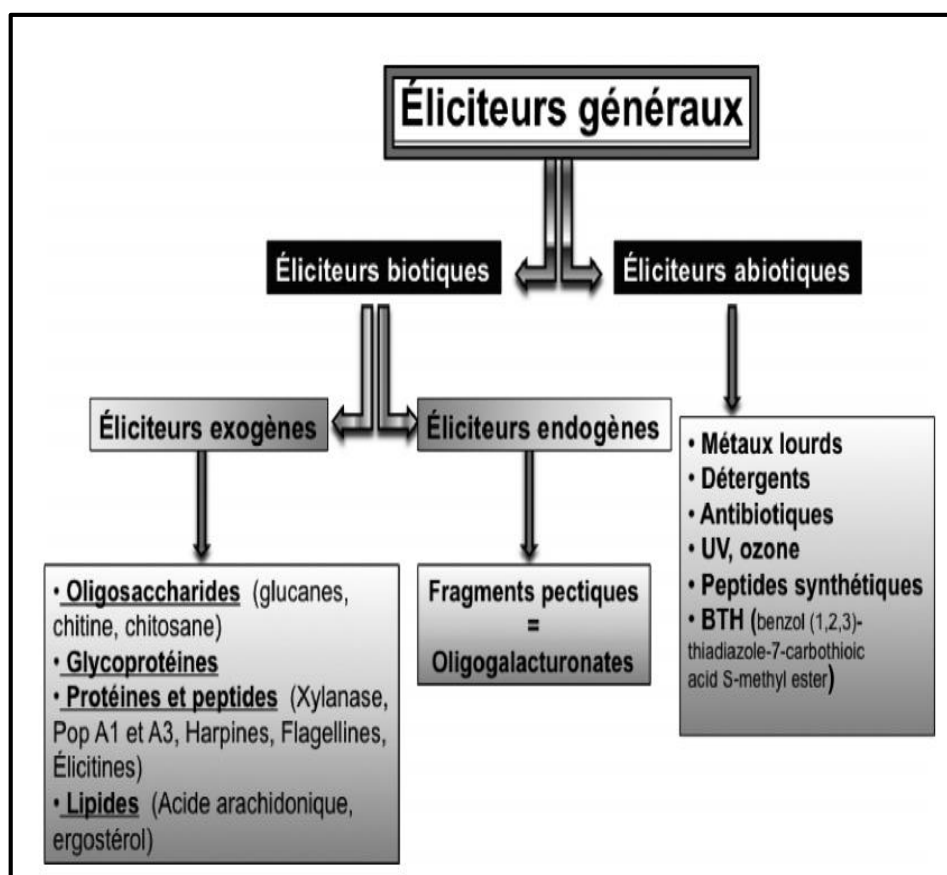 Éliciteurs généraux
Éliciteurs biotiques
Éliciteurs abiotiques
Éliciteurs exogènes
Éliciteurs endogènes
• Oligosaccharides (glucanes,
chitine, chitosane)
• Glycoprotéines
• Protéines et peptides (Xylanase,
Pop A1 et A3, Harpines, Flagellines,
Élicitines)
• Lipides (Acide arachidonique,
ergostérol)
Fragments pectiques
=
Oligogalacturonates
• Métaux lourds
• Détergents
• Antibiotiques
• UV, ozone
• Peptides synthétiques
• BTH (benzol (1,2,3)-
thiadiazole-7-carbothioic
acid S-methyl ester)